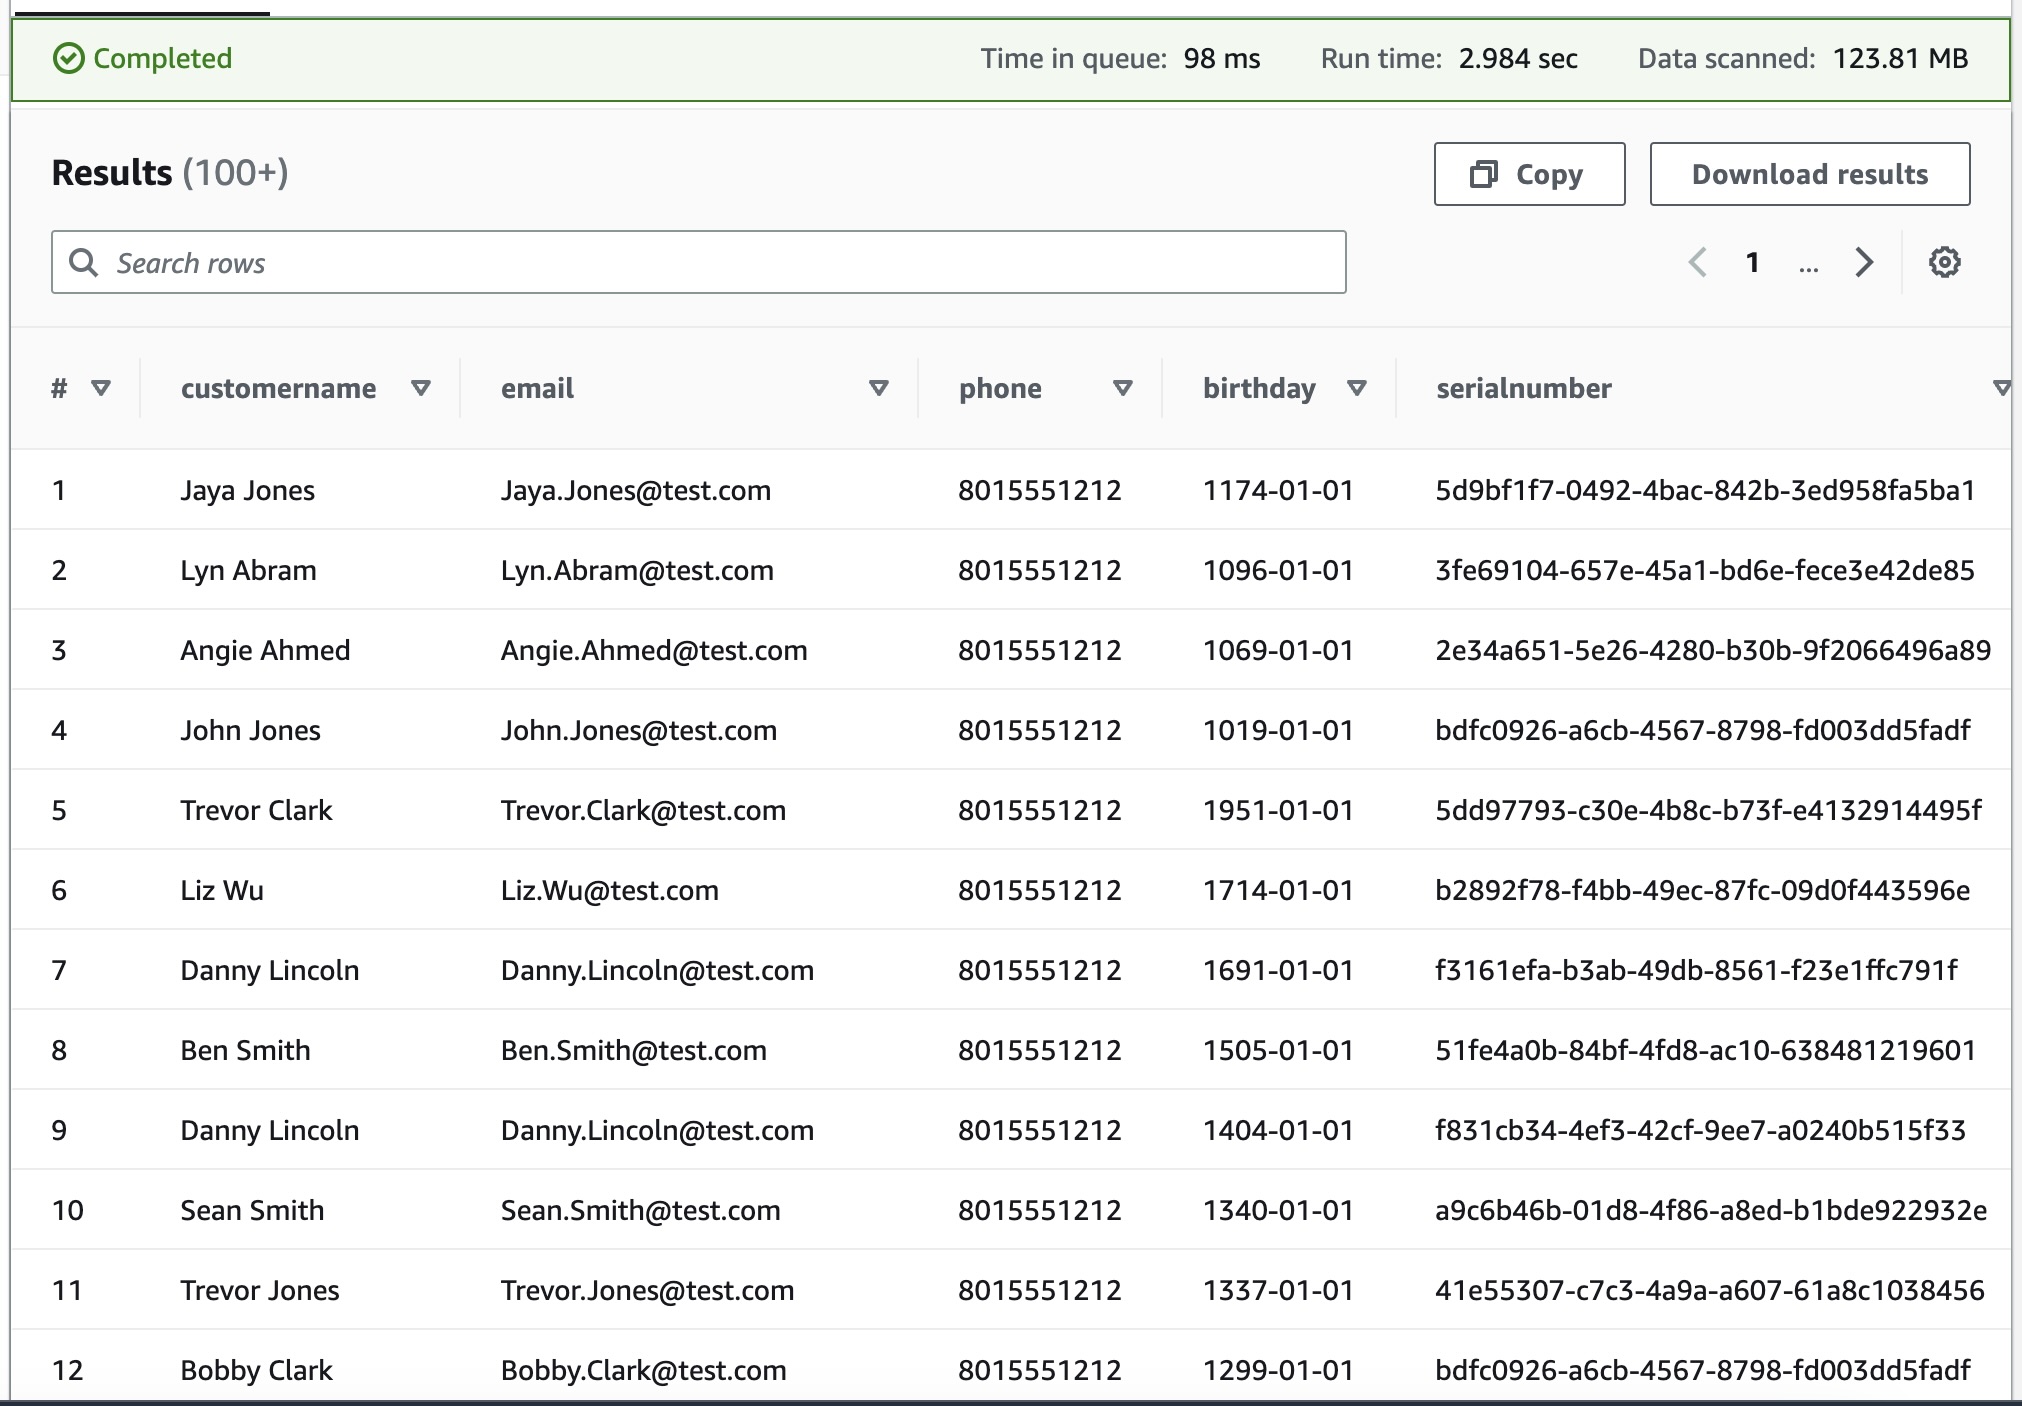 Completed Time in queue: 98 ms Run time: 2.984 sec Data scanned: 123.81 MB
Results (100+) Copy Download results
Search rows 1 ...
# customername email phone birthday serialnumber
1 Jaya Jones Jaya.Jones@test.com 8015551212 1174-01-01 5d9bf1f7-0492-4bac-842b-3ed958fa5ba1
2 Lyn Abram Lyn.Abram@test.com 8015551212 1096-01-01 3fe69104-657e-45a1-bd6e-fece3e42de85
3 Angie Ahmed Angie.Ahmed@test.com 8015551212 1069-01-01 2e34a651-5e26-4280-b30b-9f2066496a89
4 John Jones John.Jones@test.com 8015551212 1019-01-01 bdfc0926-a6cb-4567-8798-fd003dd5fadf
5 Trevor Clark Trevor.Clark@test.com 8015551212 1951-01-01 5dd97793-c30e-4b8c-b73f-e4132914495f
6 Liz Wu Liz.Wu@test.com 8015551212 1714-01-01 b2892f78-f4bb-49ec-87fc-09d0f443596e
7 Danny Lincoln Danny.Lincoln@test.com 8015551212 1691-01-01 f3161efa-b3ab-49db-8561-f23e1ffc791f
8 Ben Smith Ben.Smith@test.com 8015551212 1505-01-01 51fe4a0b-84bf-4fd8-ac10-638481219601
9 Danny Lincoln Danny.Lincoln@test.com 8015551212 1404-01-01 f831cb34-4ef3-42cf-9ee7-a0240b515f33
10 Sean Smith Sean.Smith@test.com 8015551212 1340-01-01 a9c6b46b-01d8-4f86-a8ed-b1bde922932e
11 Trevor Jones Trevor.Jones@test.com 8015551212 1337-01-01 41e55307-c7c3-4a9a-a607-61a8c1038456
12 Bobby Clark Bobby.Clark@test.com 8015551212 1299-01-01 bdfc0926-a6cb-4567-8798-fd003dd5fadf